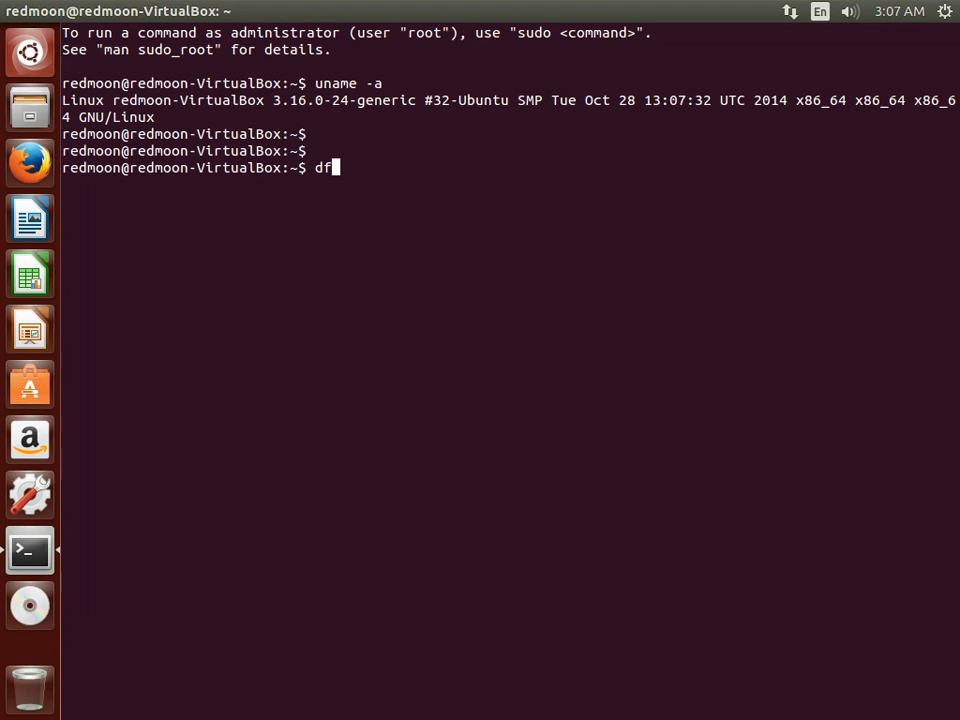 redmoon@redmoon-VirtualBox: ~
En
3:07 AM
To run a command as administrator (user "root"), use "sudo <command>".
See "man sudo_root" for details.
redmoon@redmoon-VirtualBox:~$ uname -a
Linux redmoon-VirtualBox 3.16.0-24-generic #32-Ubuntu SMP Tue Oct 28 13:07:32 UTC 2014 x86_64 x86_64 x86_6
4 GNU/Linux
redmoon@redmoon-VirtualBox:~$
redmoon@redmoon-VirtualBox:~$
redmoon@redmoon-VirtualBox:~$ df